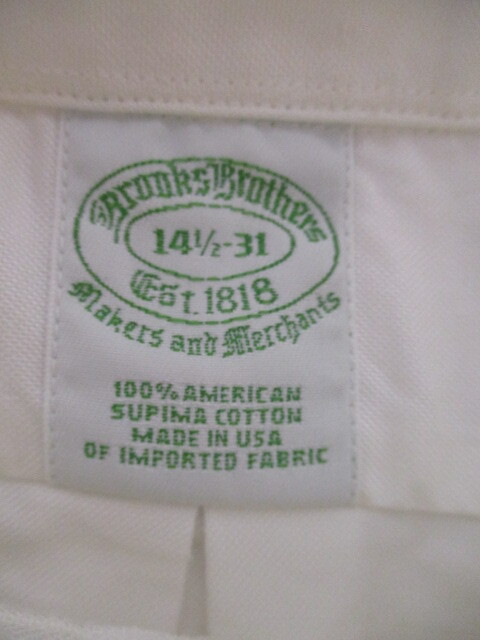 Brooks Brothers
14½-31
Est. 1818
Makers and Merchants
100% AMERICAN
SUPIMA COTTON
MADE IN USA
OF IMPORTED FABRIC